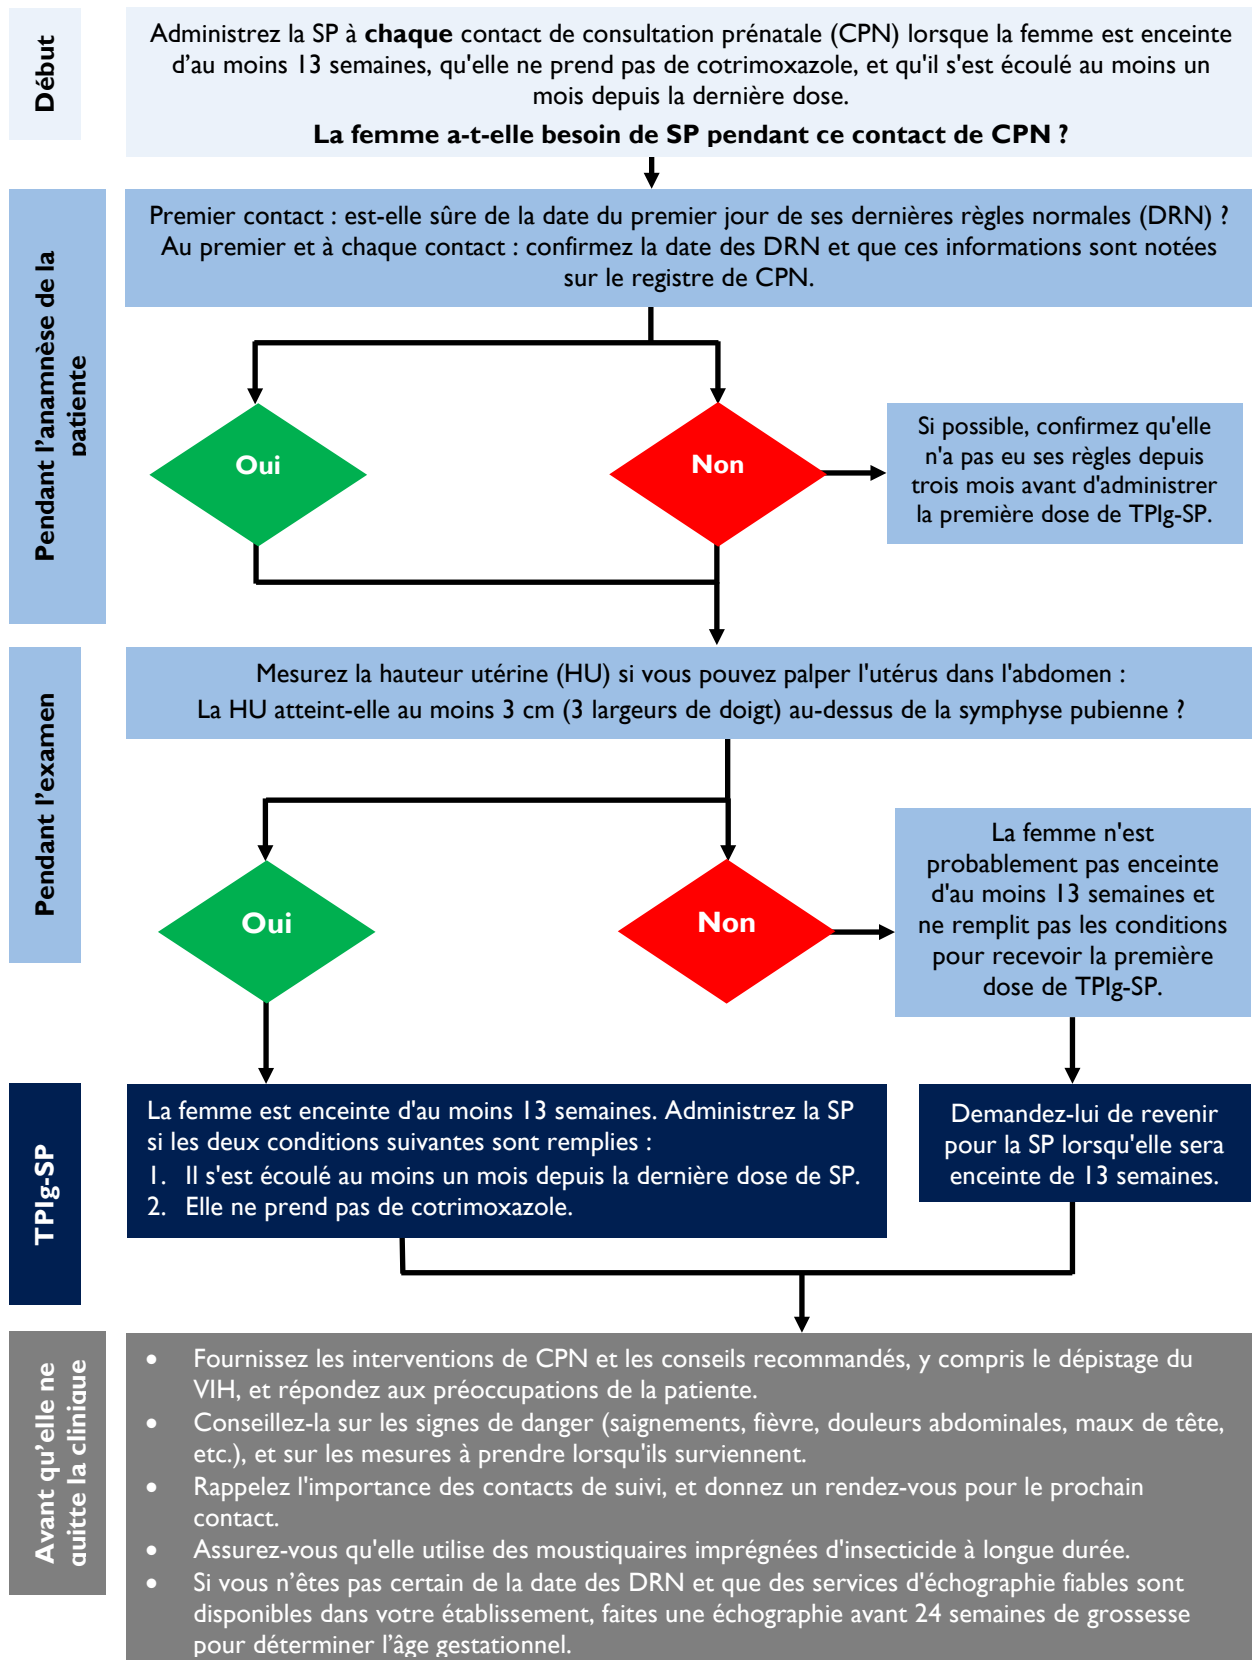 Début
Administrez la SP à chaque contact de consultation prénatale (CPN) lorsque la femme est enceinte
d’au moins 13 semaines, qu'elle ne prend pas de cotrimoxazole, et qu'il s'est écoulé au moins un
mois depuis la dernière dose.
La femme a-t-elle besoin de SP pendant ce contact de CPN ?
Pendant l’anamnèse de la
patiente
Premier contact : est-elle sûre de la date du premier jour de ses dernières règles normales (DRN) ?
Au premier et à chaque contact : confirmez la date des DRN et que ces informations sont notées
sur le registre de CPN.
Oui
Non
Si possible, confirmez qu'elle
n'a pas eu ses règles depuis
trois mois avant d'administrer
la première dose de TPIg-SP.
Pendant l’examen
Mesurez la hauteur utérine (HU) si vous pouvez palper l'utérus dans l'abdomen :
La HU atteint-elle au moins 3 cm (3 largeurs de doigt) au-dessus de la symphyse pubienne ?
Oui
Non
La femme n'est
probablement pas enceinte
d'au moins 13 semaines et
ne remplit pas les conditions
pour recevoir la première
dose de TPIg-SP.
TPIg-SP
La femme est enceinte d'au moins 13 semaines. Administrez la SP
si les deux conditions suivantes sont remplies :
1. Il s'est écoulé au moins un mois depuis la dernière dose de SP.
2. Elle ne prend pas de cotrimoxazole.
Demandez-lui de revenir
pour la SP lorsqu'elle sera
enceinte de 13 semaines.
Avant qu’elle ne
quitte la clinique
• Fournissez les interventions de CPN et les conseils recommandés, y compris le dépistage du
VIH, et répondez aux préoccupations de la patiente.
• Conseillez-la sur les signes de danger (saignements, fièvre, douleurs abdominales, maux de tête,
etc.), et sur les mesures à prendre lorsqu'ils surviennent.
• Rappelez l'importance des contacts de suivi, et donnez un rendez-vous pour le prochain
contact.
• Assurez-vous qu'elle utilise des moustiquaires imprégnées d'insecticide à longue durée.
• Si vous n’êtes pas certain de la date des DRN et que des services d'échographie fiables sont
disponibles dans votre établissement, faites une échographie avant 24 semaines de grossesse
pour déterminer l’âge gestationnel.